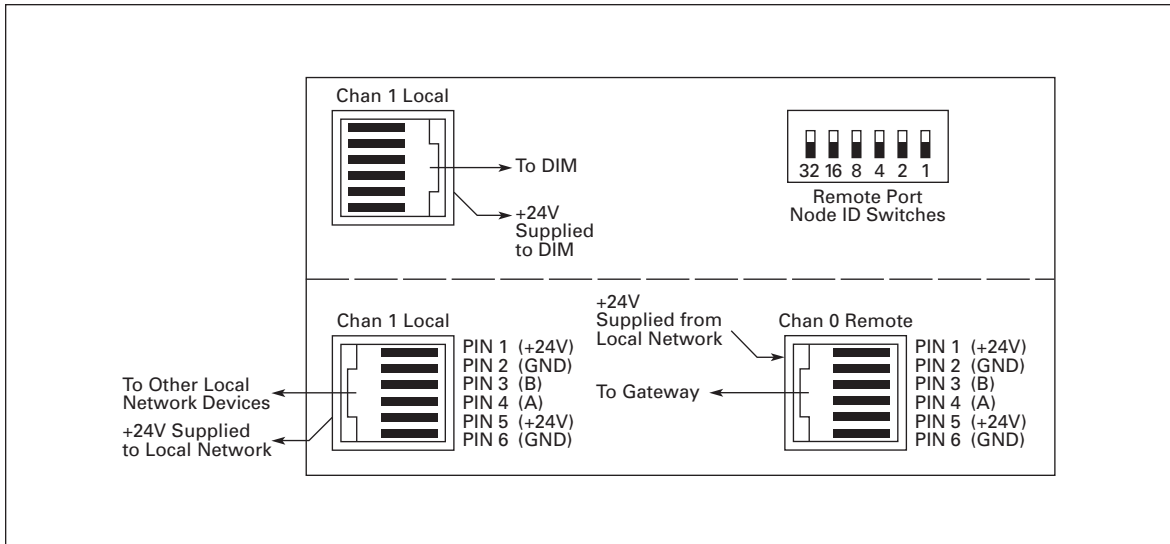 Chan 1 Local
To DIM
+24V
Supplied
to DIM
32 16 8 4 2 1
Remote Port
Node ID Switches
Chan 1 Local
PIN 1 (+24V)
PIN 2 (GND)
PIN 3 (B)
PIN 4 (A)
PIN 5 (+24V)
PIN 6 (GND)
To Other Local
Network Devices
+24V Supplied
to Local Network
+24V
Supplied from
Local Network
To Gateway
Chan 0 Remote
PIN 1 (+24V)
PIN 2 (GND)
PIN 3 (B)
PIN 4 (A)
PIN 5 (+24V)
PIN 6 (GND)